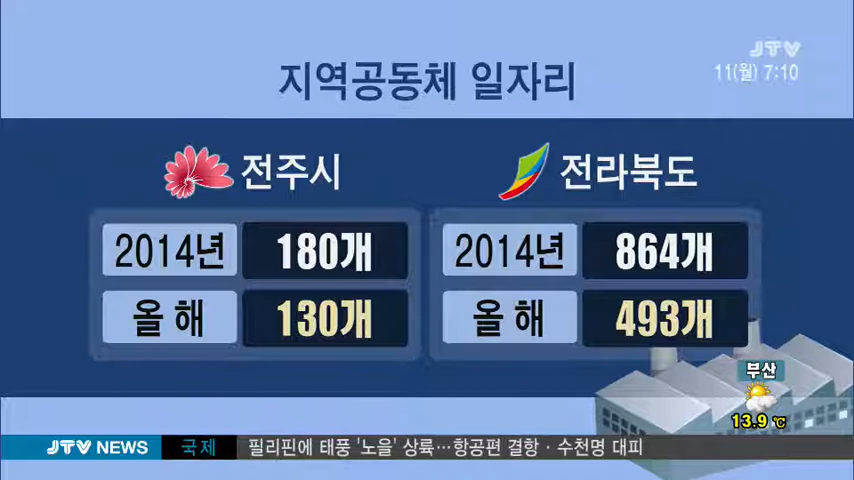 JTV
11(월) 7:10
지역공동체 일자리
전주시
전라북도
2014년 180개
올 해 130개
2014년 864개
올 해 493개
부산
13.9 ℃
JTV NEWS 국 제 필리핀에 태풍 '노을' 상륙…항공편 결항 · 수천명 대피